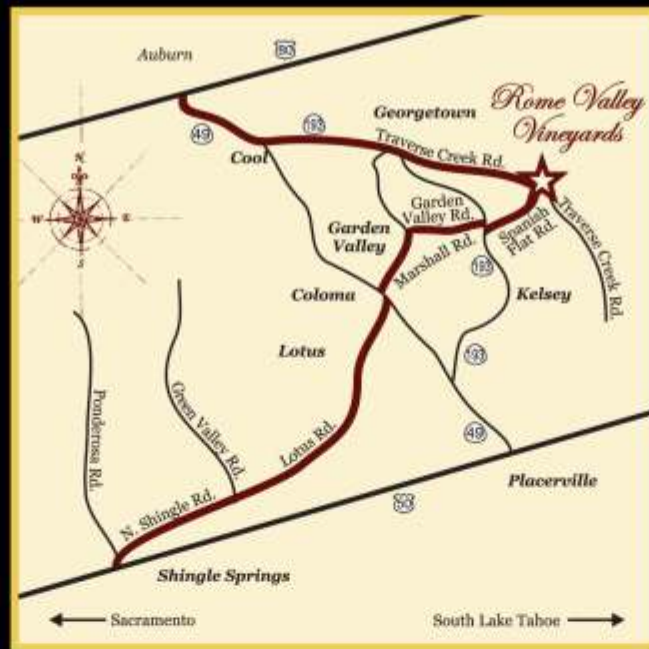 Auburn
80
Georgetown
Rome Valley
Vineyards
49
193
Cool
Traverse Creek Rd.
N
W
E
S
Garden
Valley Rd.
Garden
Valley
Marshall Rd.
Spanish
Flat Rd.
Traverse Creek Rd.
193
Kelsey
Coloma
Lotus
193
Ponderosa Rd.
Green Valley Rd.
Lotus Rd.
49
N. Shingle Rd.
50
Placerville
Shingle Springs
Sacramento
South Lake Tahoe